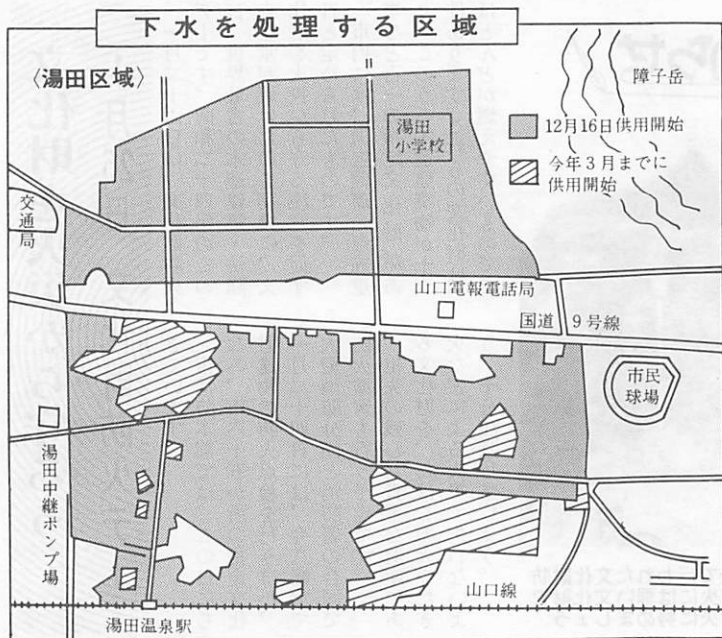 下水を処理する区域
〈湯田区域〉
障子岳
湯田
小学校
12月16日供用開始
今年3月までに
供用開始
交通局
山口電報電話局
国道 9号線
市民
球場
湯田中継ポンプ場
山口線
湯田温泉駅